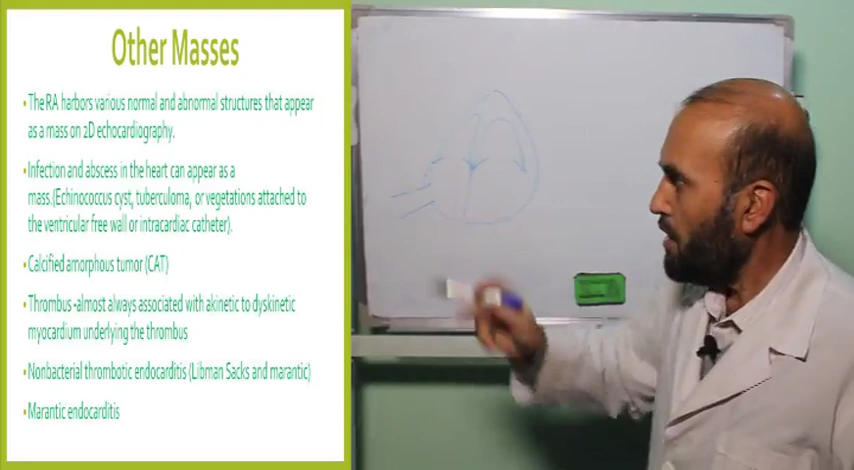 Other Masses
• The RA harbors various normal and abnormal structures that appear
as a mass on 2D echocardiography.
• Infection and abscess in the heart can appear as a
mass.(Echinococcus cyst, tuberculoma, or vegetations attached to
the ventricular free wall or intracardiac catheter).
• Calcified amorphous tumor (CAT)
• Thrombus -almost always associated with akinetic to dyskinetic
myocardium underlying the thrombus
• Nonbacterial thrombotic endocarditis (Libman Sacks and marantic)
• Marantic endocarditis